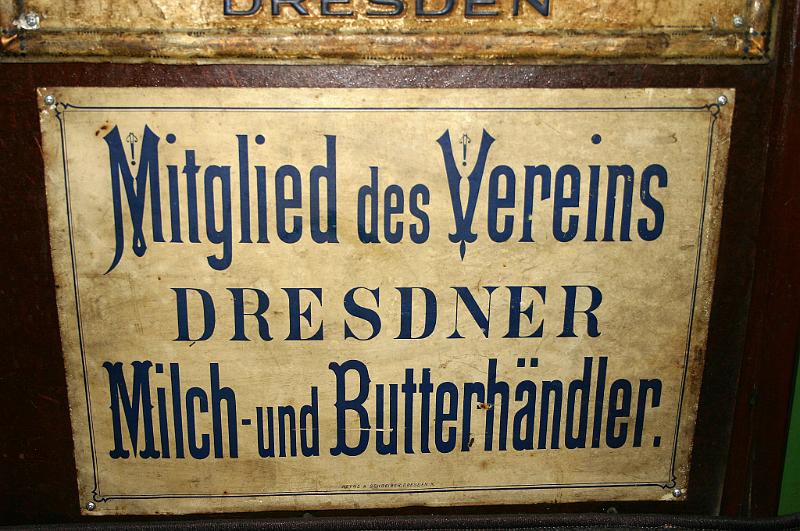 DRESDEN
Mitglied des Vereins
DRESDNER
Milch-und Butterhändler.